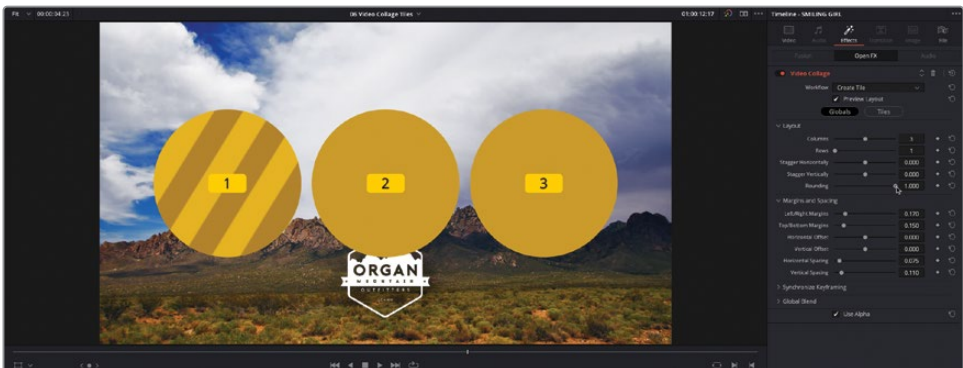 Fit 00:00:04:23 06 Video Collage Tiles 01:00:12:17 Timeline - SMILING GIRL
Video Audio Effects Transition Image File
Fusion Open FX Audio
Video Collage
Workflow Create Tile
Preview Layout
Globals Tiles
Layout
Columns 3
Rows 1
Stagger Horizontally 0.000
Stagger Vertically 0.000
Rounding 1.000
Margins and Spacing
Left/Right Margins 0.170
Top/Bottom Margins 0.150
Horizontal Offset 0.000
Vertical Offset 0.000
Horizontal Spacing 0.075
Vertical Spacing 0.110
Synchronize Keyframing
Global Blend
Use Alpha
1 2 3
ORGAN
MOUNTAIN
OUTFITTERS